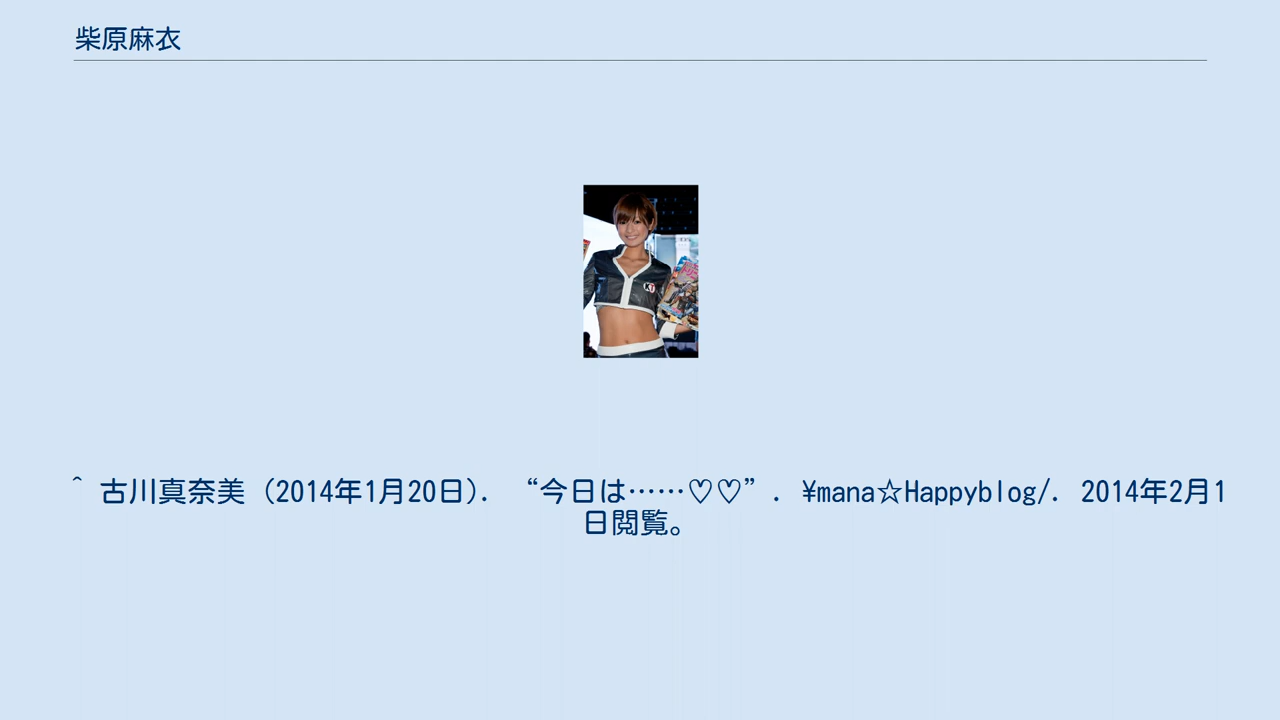 柴原麻衣
^ 古川真奈美 (2014年1月20日). “今日は……♡♡”. ¥mana☆Happyblog/. 2014年2月1
日閲覧。